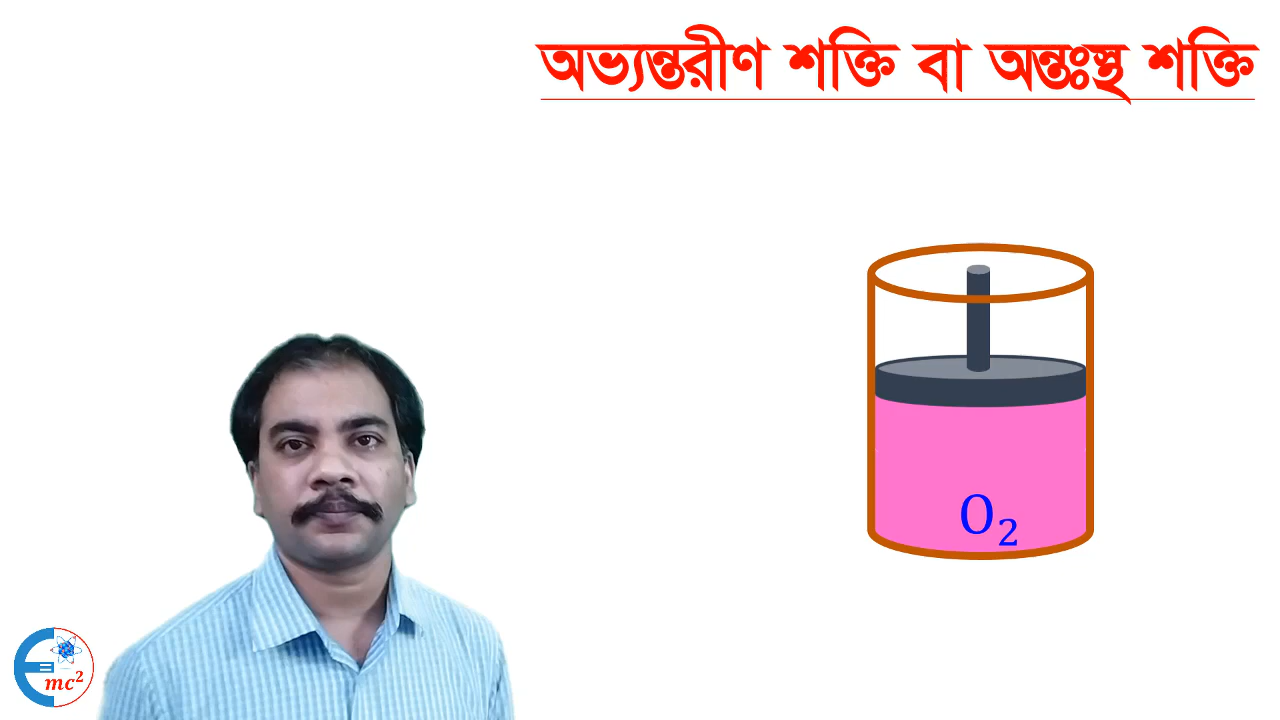 অভ্যন্তরীণ শক্তি বা অন্তঃস্থ শক্তি
O₂
E = mc²